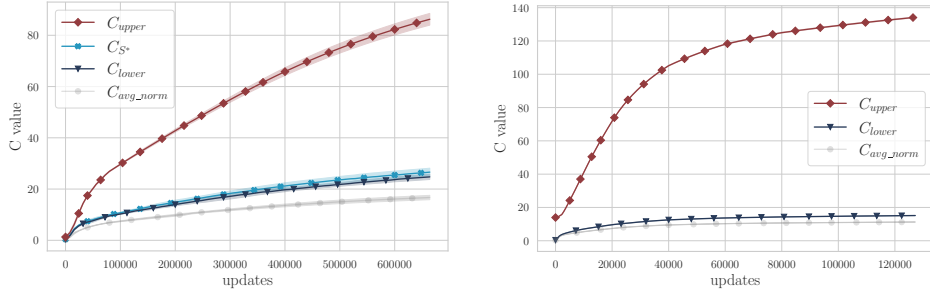 C_upper
C_S*
C_lower
C_avg_norm
80
60
40
20
0
C value
0 100000 200000 300000 400000 500000 600000
updates
140
120
100
80
60
40
20
0
C value
C_upper
C_lower
C_avg_norm
0 20000 40000 60000 80000 100000 120000
updates